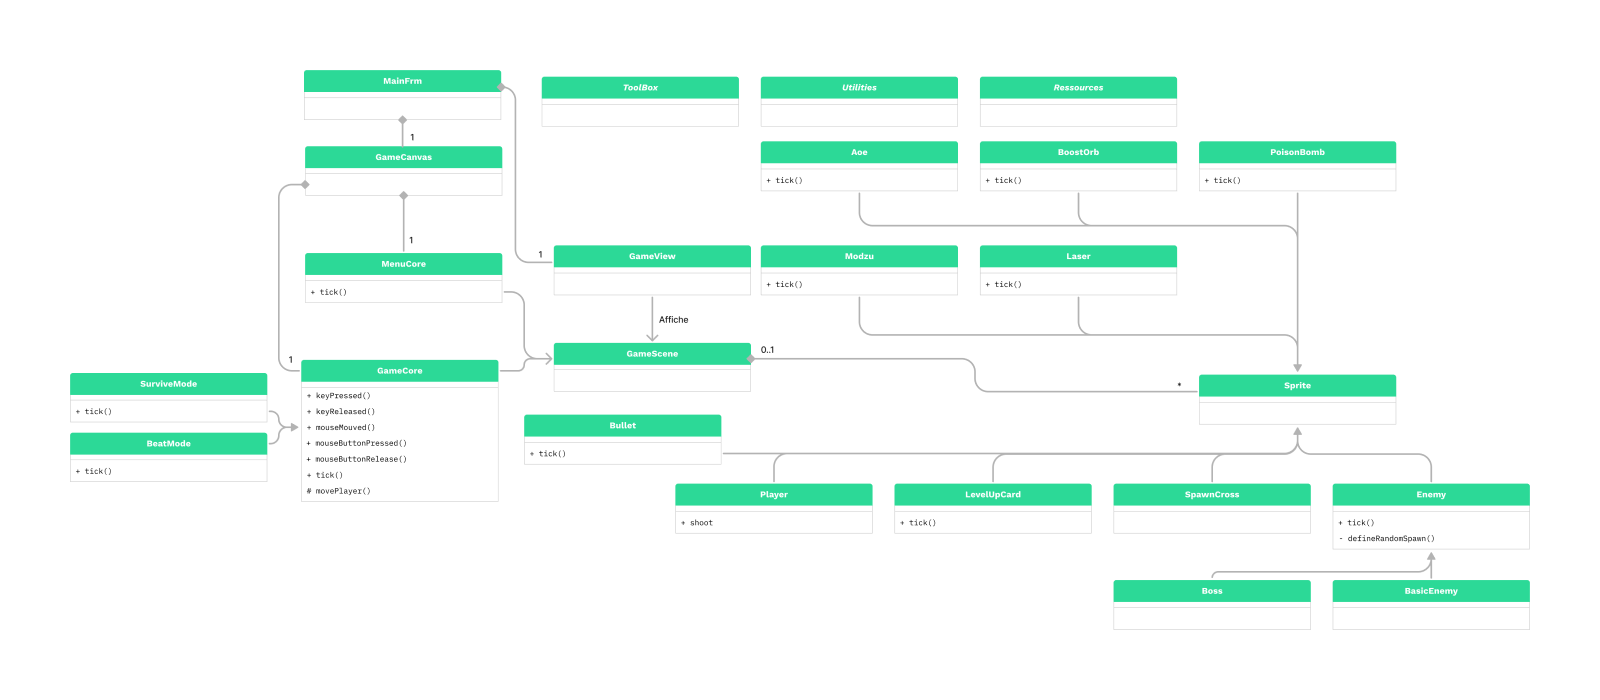 MainFrm
ToolBox
Utilities
Ressources
1
GameCanvas
Aoe
+ tick()
BoostOrb
+ tick()
PoisonBomb
+ tick()
1
MenuCore
+ tick()
1
GameView
Modzu
+ tick()
Laser
+ tick()
Affiche
GameScene
0..1
*
Sprite
1
GameCore
+ keyPressed()
+ keyReleased()
+ mouseMouved()
+ mouseButtonPressed()
+ mouseButtonRelease()
+ tick()
# movePlayer()
SurviveMode
+ tick()
BeatMode
+ tick()
Bullet
+ tick()
Player
+ shoot
LevelUpCard
+ tick()
SpawnCross
Enemy
+ tick()
- defineRandomSpawn()
Boss
BasicEnemy